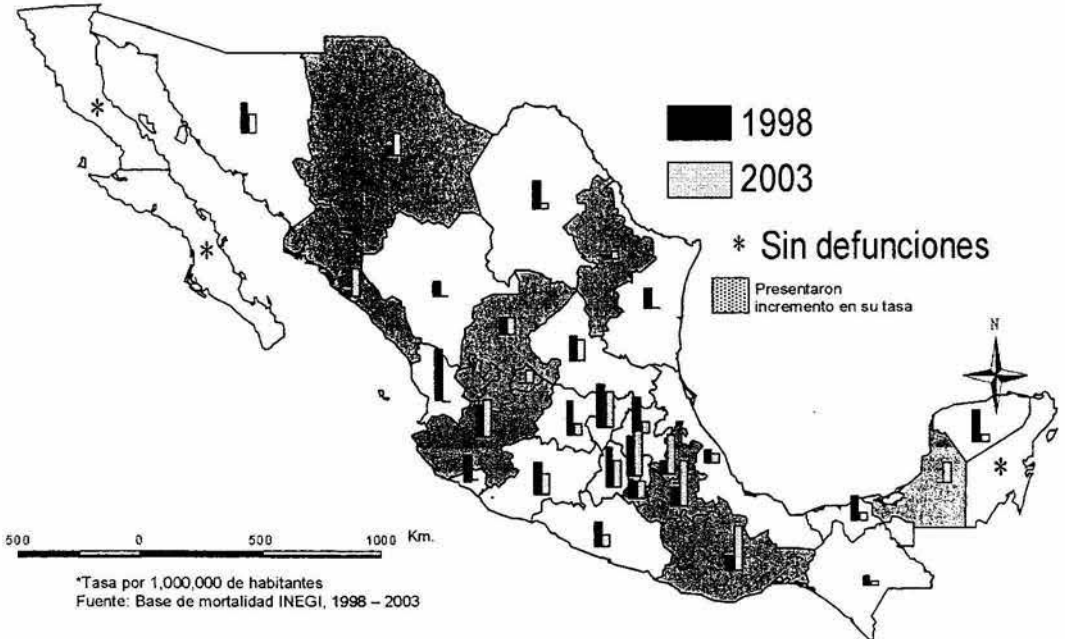 1998
2003
* Sin defunciones
Presentaron
incremento en su tasa
N
500 0 500 1000 Km.
*Tasa por 1,000,000 de habitantes
Fuente: Base de mortalidad INEGI, 1998 – 2003